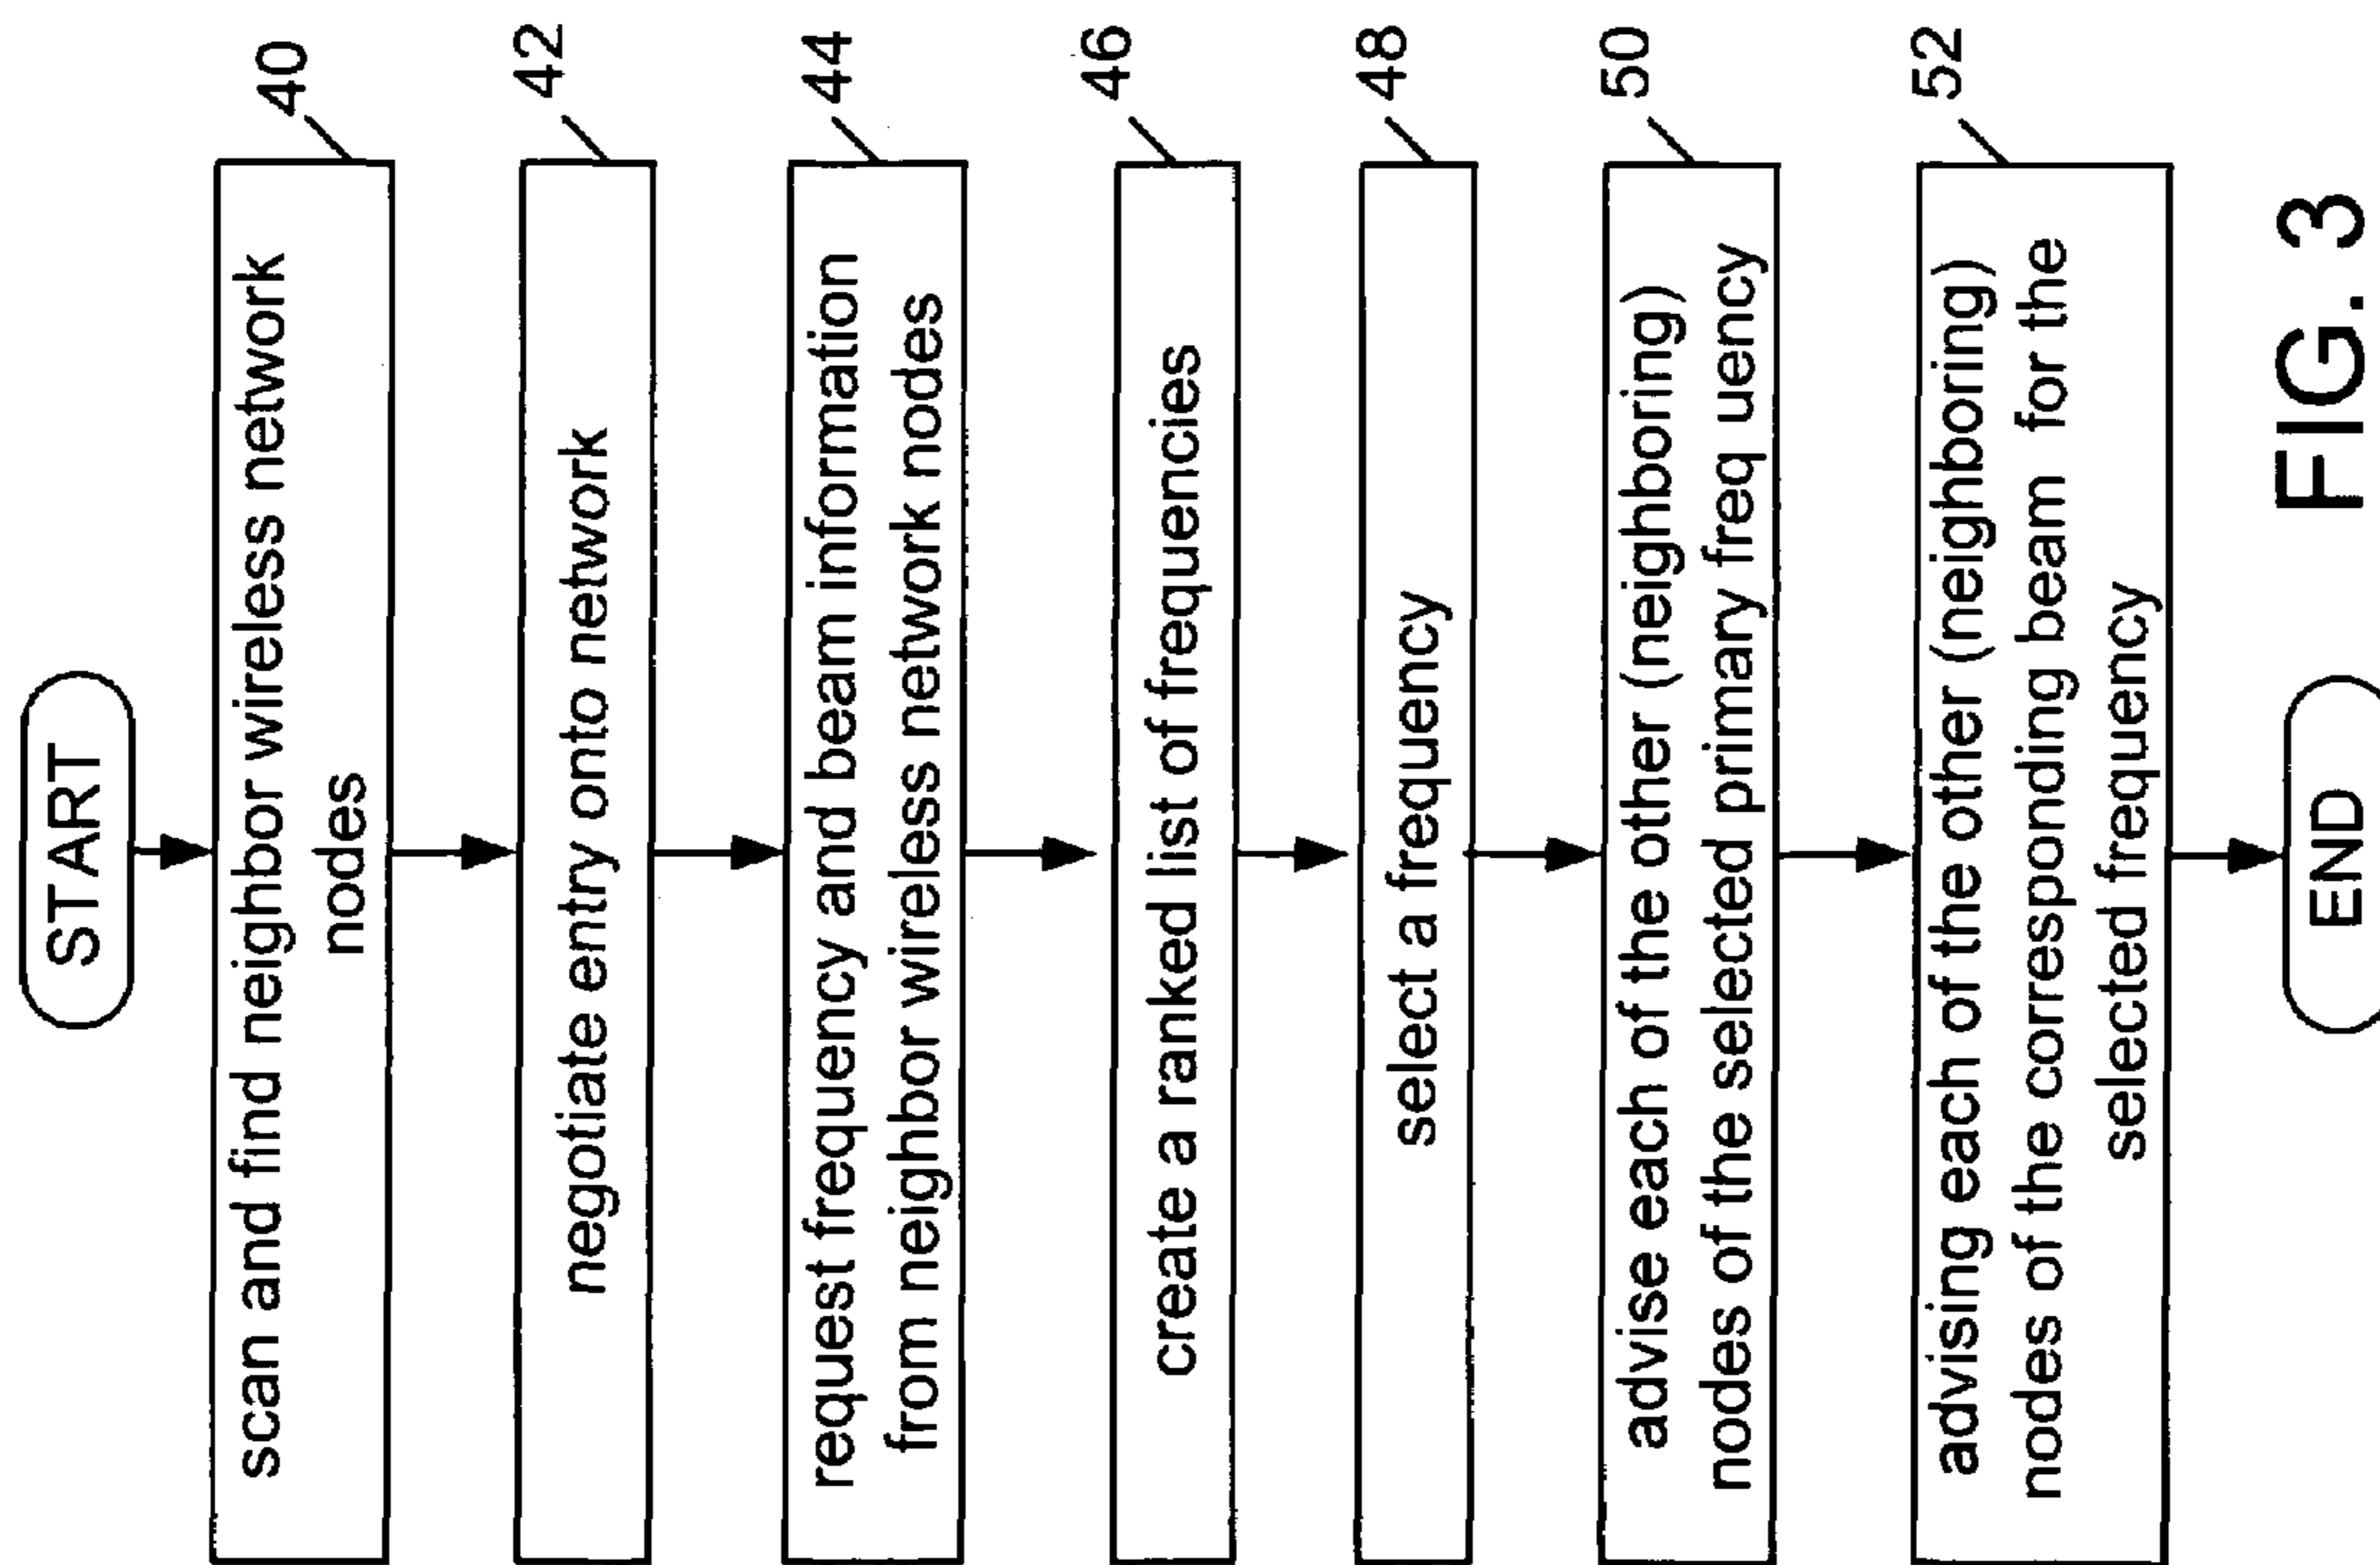 START
40
scan and find neighbor wireless network
nodes
42
negotiate entry onto network
44
request frequency and beam information
from neighbor wireless network nodes
46
create a ranked list of frequencies
48
select a frequency
50
advise each of the other (neighboring)
nodes of the selected primary freq uency
52
advising each of the other (neighboring)
nodes of the corresponding beam for the
selected frequency
END
FIG. 3